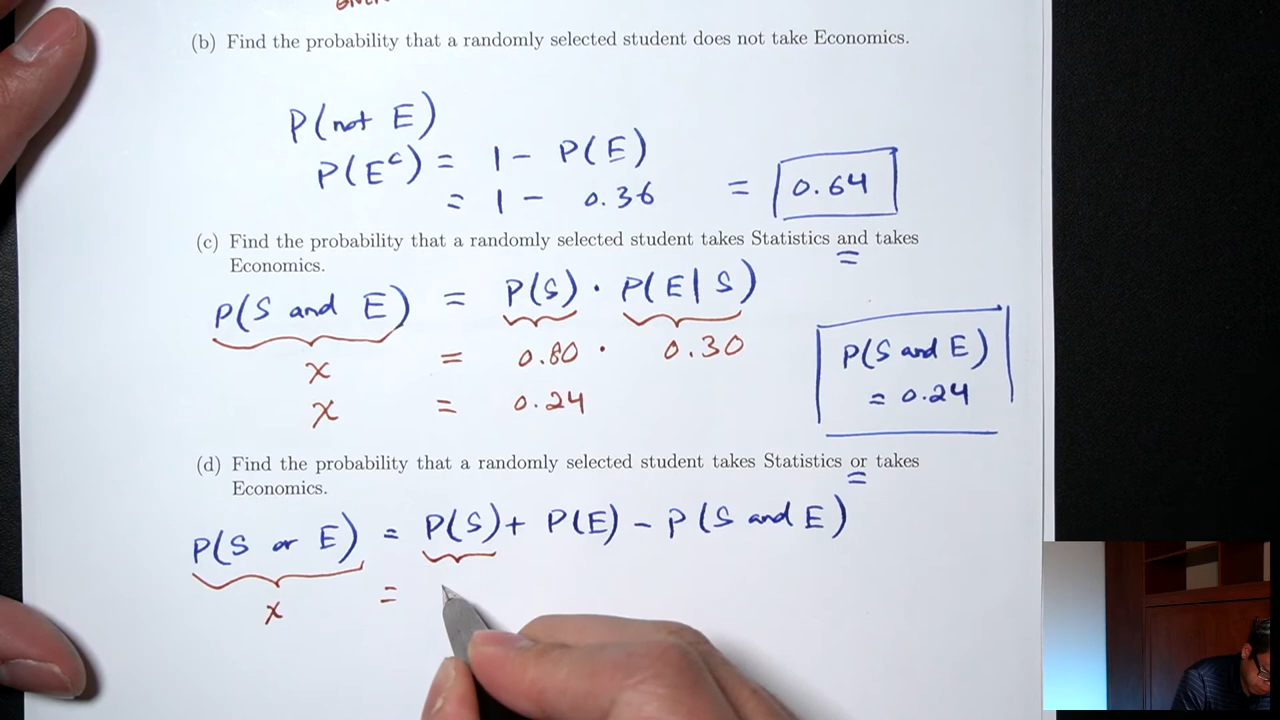 (b) Find the probability that a randomly selected student does not take Economics.
P(not E)
P(Eᶜ) = 1 - P(E)
= 1 - 0.36 = 0.64
(c) Find the probability that a randomly selected student takes Statistics and takes
Economics.
P(S and E) = P(S) · P(E|S)
x = 0.80 · 0.30
x = 0.24
P(S and E)
= 0.24
(d) Find the probability that a randomly selected student takes Statistics or takes
Economics.
P(S or E) = P(S) + P(E) - P(S and E)
x =